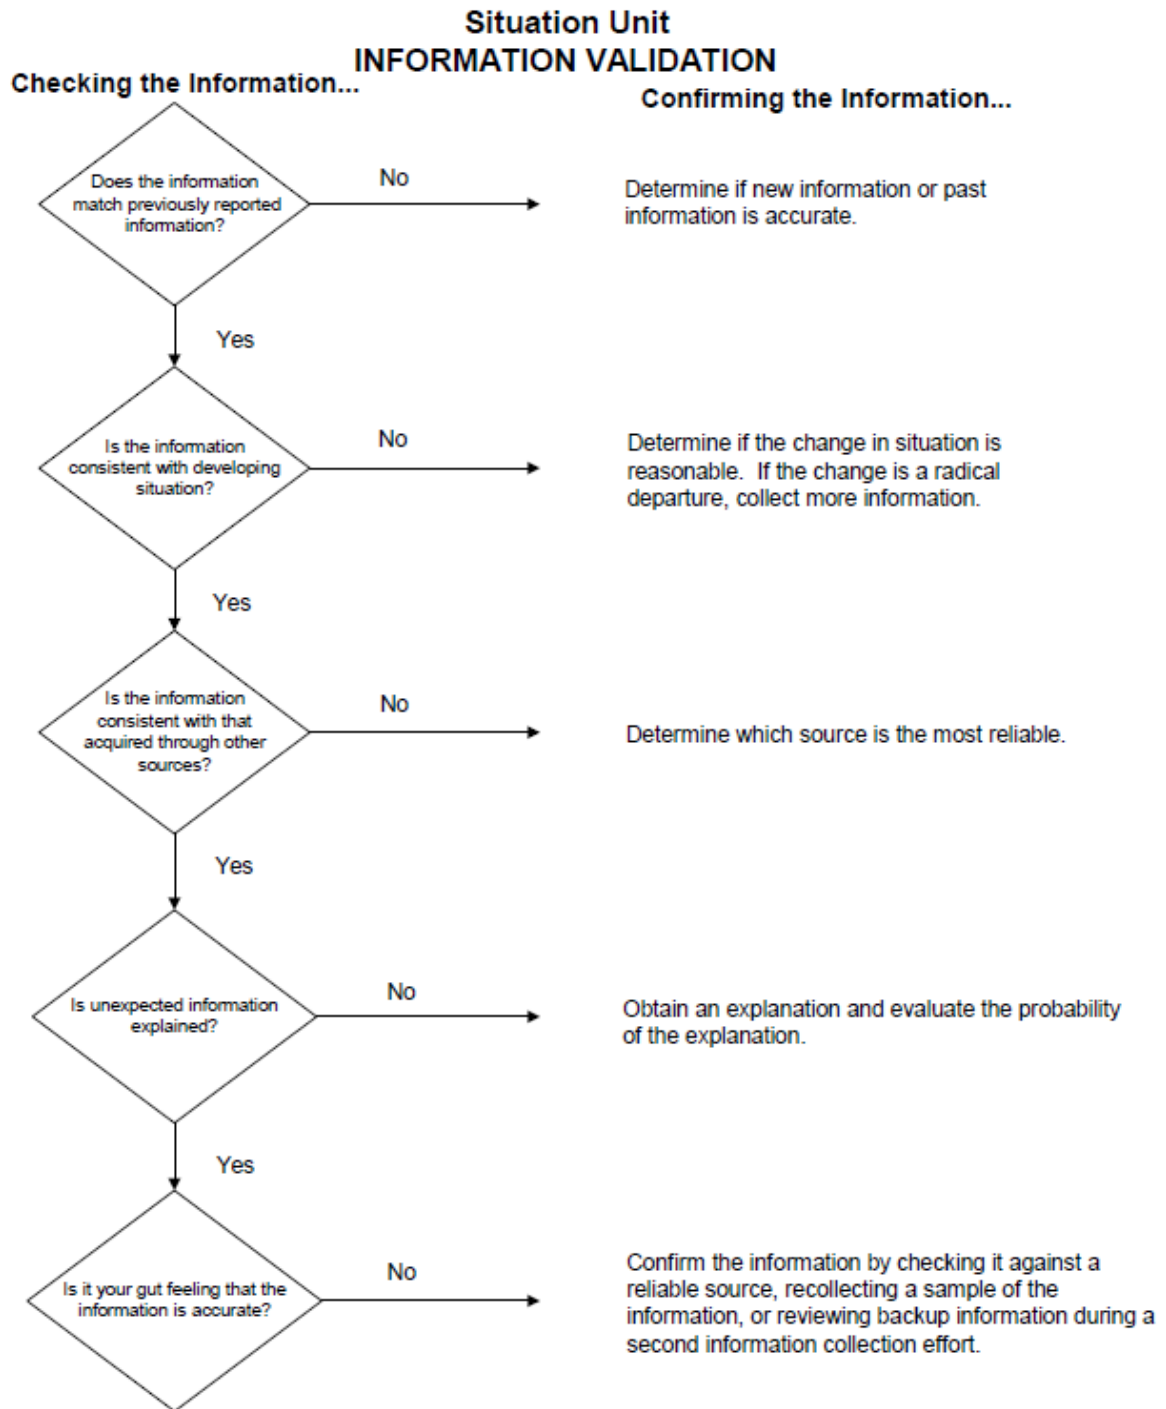 Situation Unit
INFORMATION VALIDATION
Checking the Information...
Confirming the Information...
Does the information
match previously reported
information?
No
Determine if new information or past
information is accurate.
Yes
Is the information
consistent with developing
situation?
No
Determine if the change in situation is
reasonable.  If the change is a radical
departure, collect more information.
Yes
Is the information
consistent with that
acquired through other
sources?
No
Determine which source is the most reliable.
Yes
Is unexpected information
explained?
No
Obtain an explanation and evaluate the probability
of the explanation.
Yes
Is it your gut feeling that the
information is accurate?
No
Confirm the information by checking it against a
reliable source, recollecting a sample of the
information, or reviewing backup information during a
second information collection effort.